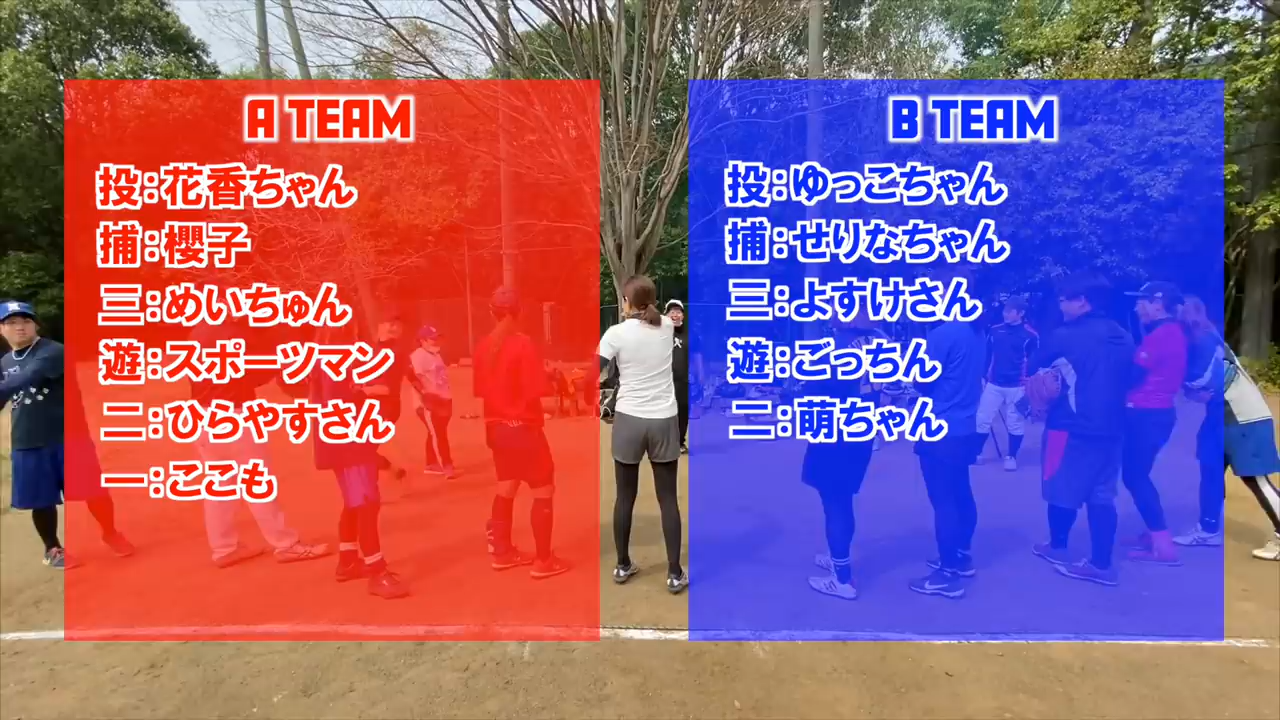 A TEAM
投:花香ちゃん
捕:櫻子
三:めいちゅん
遊:スポーツマン
二:ひらやすさん
一:ここも
B TEAM
投:ゆっこちゃん
捕:せりなちゃん
三:よすけさん
遊:ごっちん
二:萌ちゃん